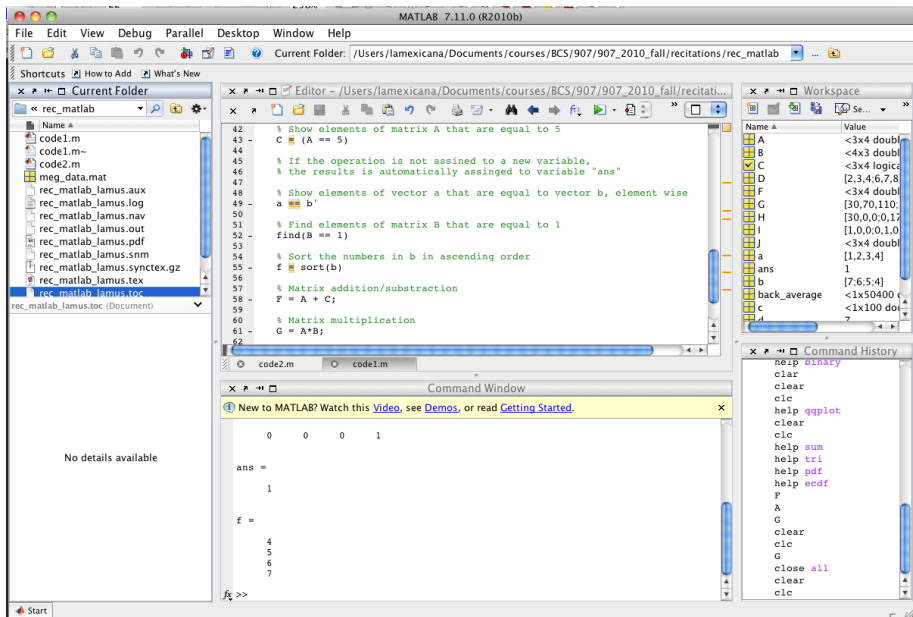 MATLAB 7.11.0 (R2010b)
File Edit View Debug Parallel Desktop Window Help
Current Folder: /Users/lamexicana/Documents/courses/BCS/907/907_2010_fall/recitations/rec_matlab
Shortcuts How to Add What's New
Current Folder
« rec_matlab
Name
code1.m
code1.m~
code2.m
meg_data.mat
rec_matlab_lamus.aux
rec_matlab_lamus.log
rec_matlab_lamus.nav
rec_matlab_lamus.out
rec_matlab_lamus.pdf
rec_matlab_lamus.snm
rec_matlab_lamus.synctex.gz
rec_matlab_lamus.tex
rec_matlab_lamus.toc
rec_matlab_lamus.toc (Document)
No details available
Editor - /Users/lamexicana/Documents/courses/BCS/907/907_2010_fall/recitati...
42 % Show elements of matrix A that are equal to 5
43 - C = (A == 5)
44
45 % If the operation is not assined to a new variable,
46 % the results is automatically assinged to variable "ans"
47
48 % Show elements of vector a that are equal to vector b, element wise
49 - a == b'
50
51 % Find elements of matrix B that are equal to 1
52 - find(B == 1)
53
54 % Sort the numbers in b in ascending order
55 - f = sort(b)
56
57 % Matrix addition/substraction
58 - F = A + C;
59
60 % Matrix multiplication
61 - G = A*B;
62
code2.m code1.m
Command Window
New to MATLAB? Watch this Video, see Demos, or read Getting Started.
0 0 0 1
ans =
1
f =
4
5
6
7
fx >>
Workspace
Se...
Name Value
A <3x4 doubl
B <4x3 doubl
C <3x4 logica
D [2,3,4;6,7,8
F <3x4 doubl
G [30,70,110;
H [30,0,0;0,17
I [1,0,0;0,1,0
J <3x4 doubl
a [1,2,3,4]
ans 1
b [7;6;5;4]
back_average <1x50400
c <1x100 dou
d 7
Command History
help binary
clar
clear
clc
help qqplot
clear
clc
help sum
help tri
help pdf
help ecdf
F
A
G
clear
clc
G
close all
clear
clc
Start